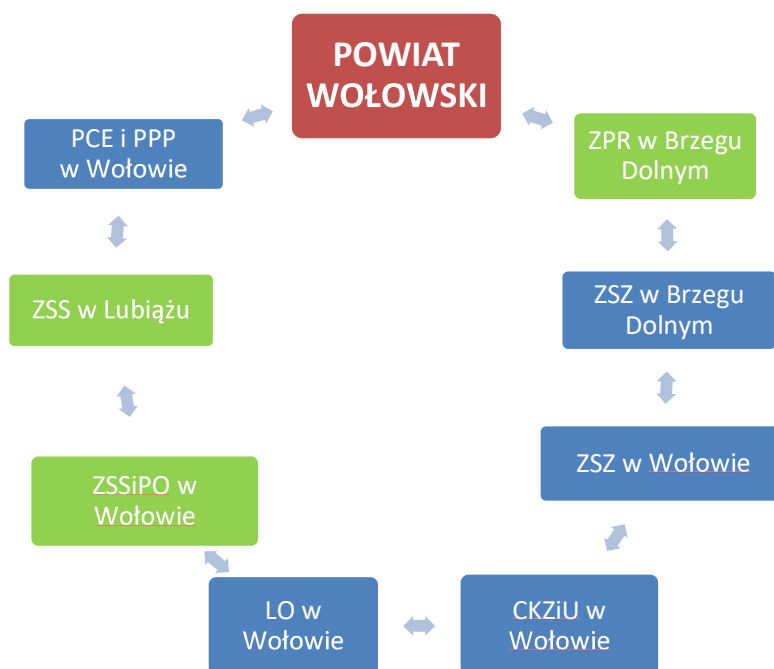 POWIAT
WOŁOWSKI
ZPR w Brzegu
Dolnym
ZSZ w Brzegu
Dolnym
ZSZ w Wołowie
CKZiU w
Wołowie
LO w
Wołowie
ZSSiPO w
Wołowie
ZSS w Lubiążu
PCE i PPP
w Wołowie